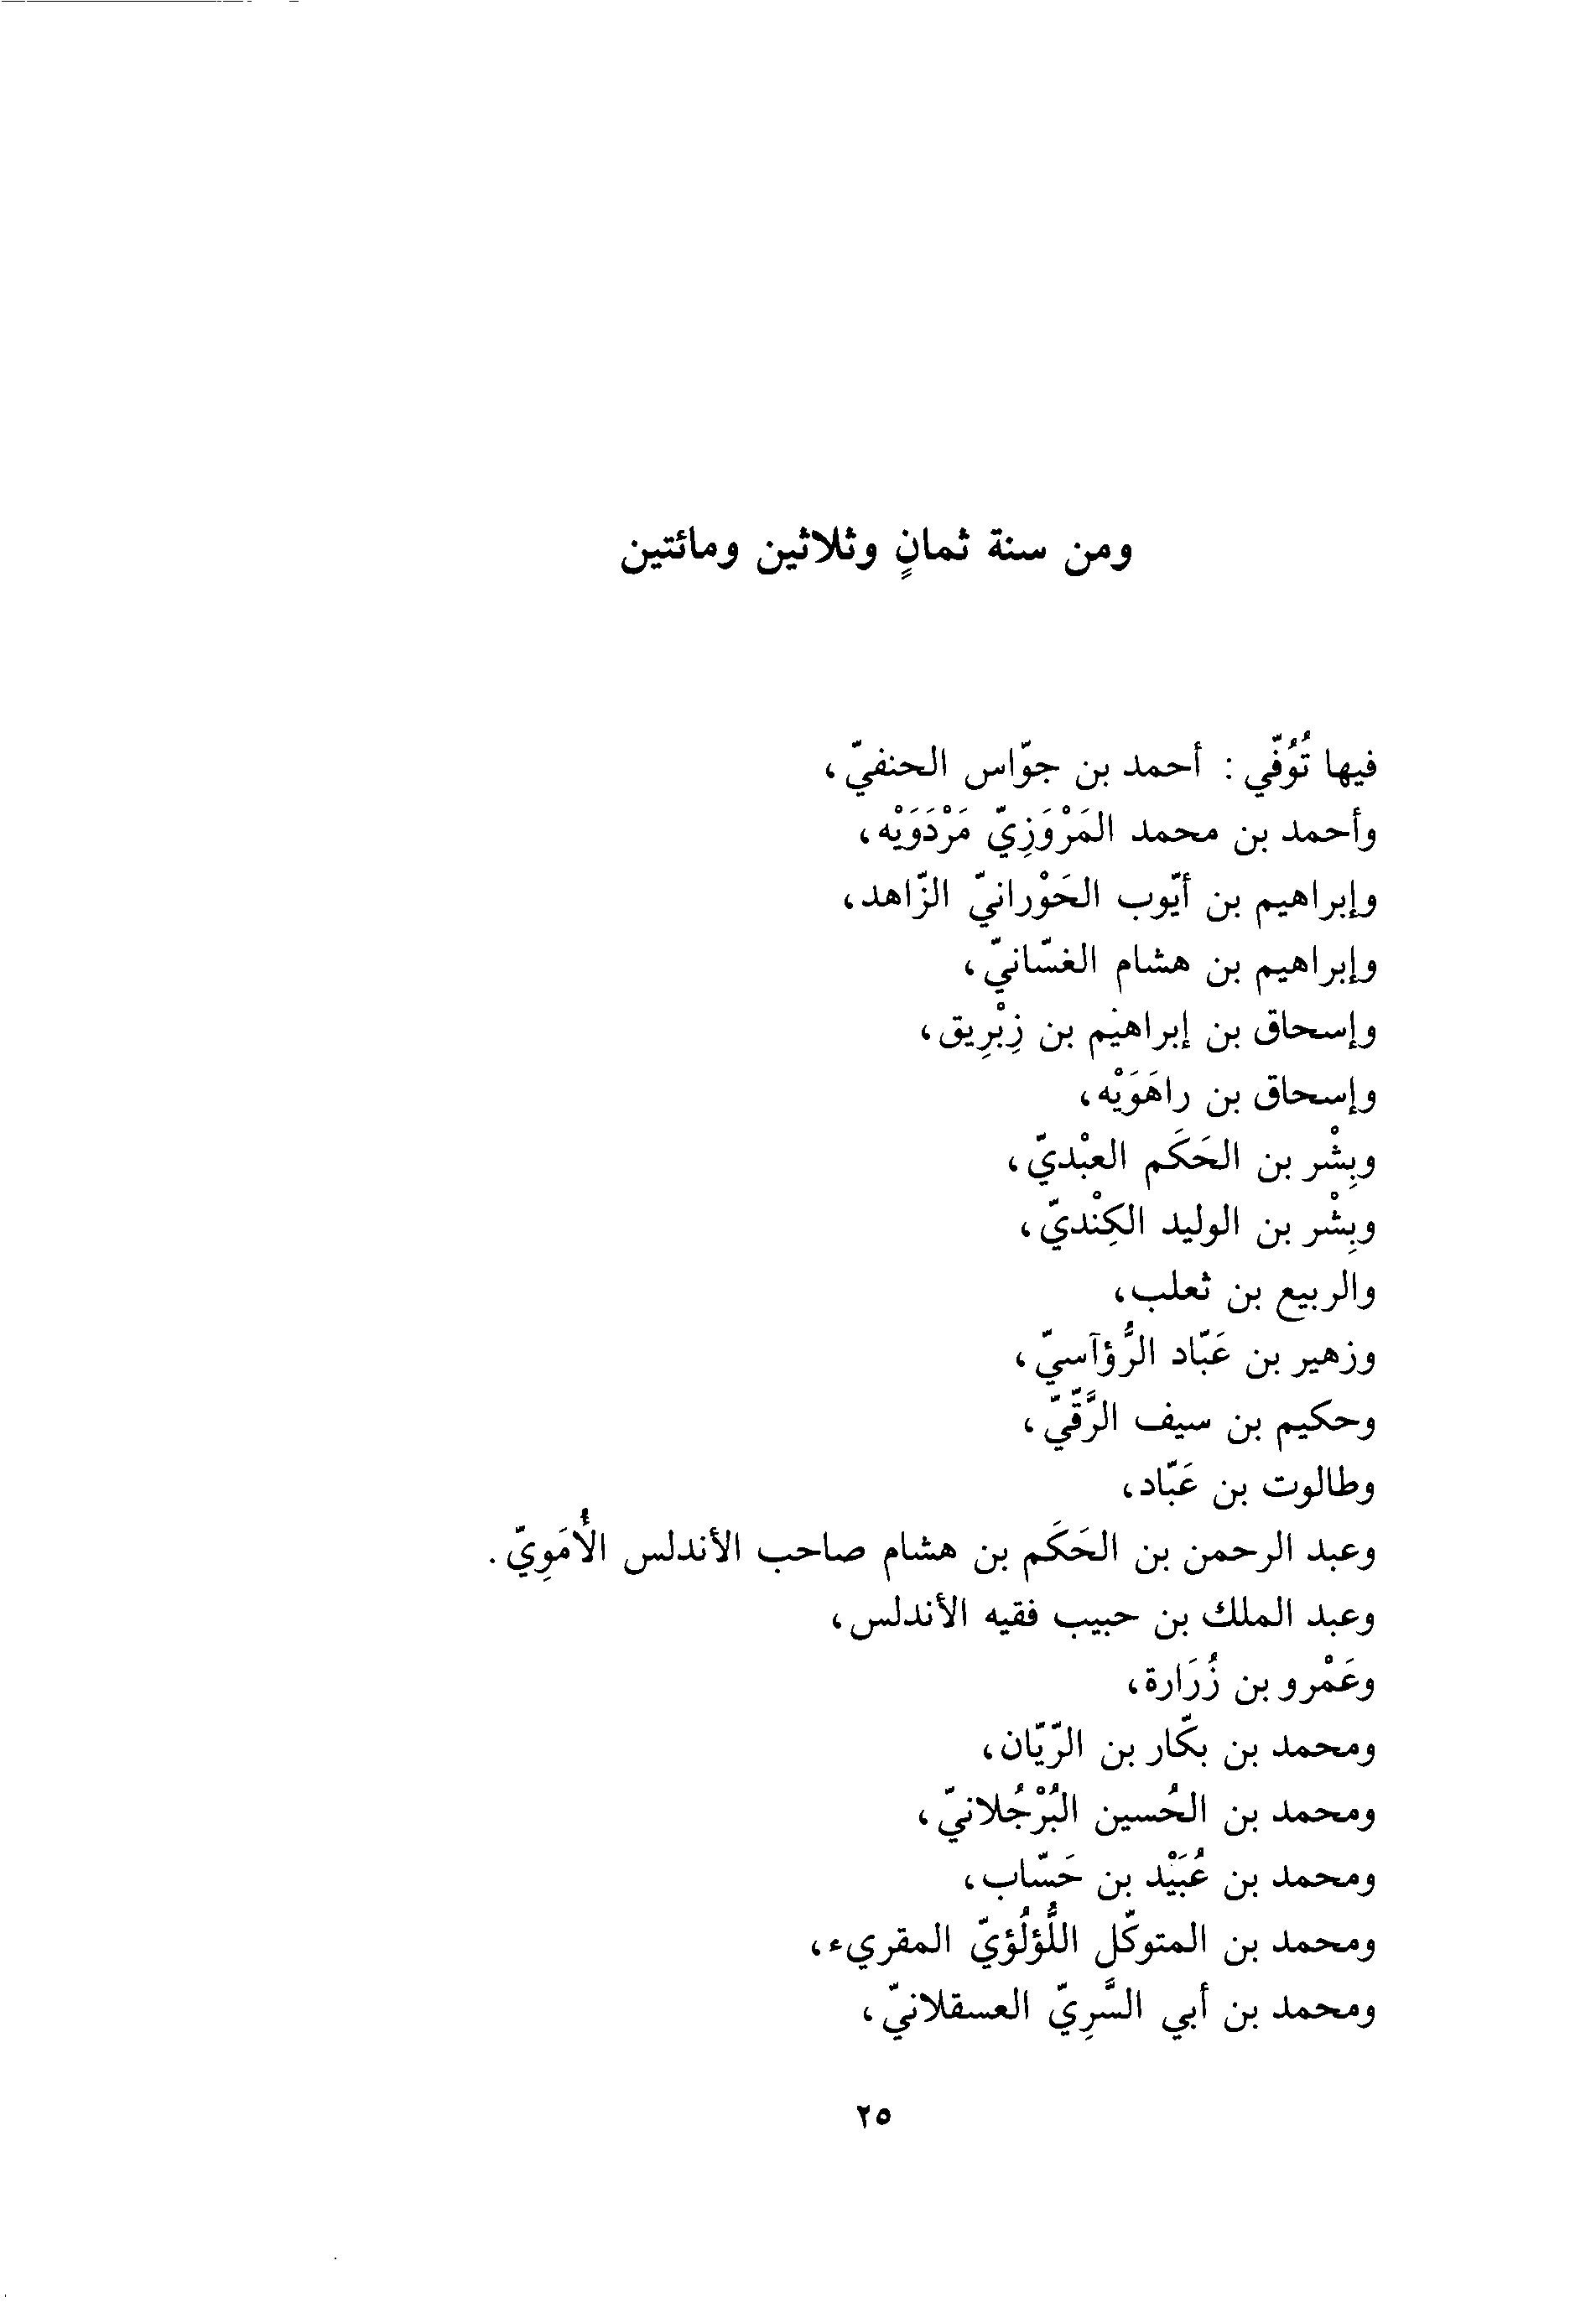 ومن سنة ثمانٍ وثلاثين ومائتين
فيها تُوُفّي : أحمد بن جوّاس الحنفيّ،
وأحمد بن محمد المَرْوَزِيّ مَرْدَوَيْه،
وإبراهيم بن أيّوب الحَوْرانيّ الزّاهد،
وإبراهيم بن هشام الغسّانيّ،
وإسحاق بن إبراهيم بن زِبْرِيق،
وإسحاق بن راهَوَيْه،
وبِشْر بن الحَكَم العبْديّ،
وبِشْر بن الوليد الكِنْديّ،
والربيع بن ثعلب،
وزهير بن عَبّاد الرُّؤآسيّ،
وحكيم بن سيف الرَّقّيّ،
وطالوت بن عَبّاد،
وعبد الرحمن بن الحَكَم بن هشام صاحب الأندلس الأُمَوِيّ.
وعبد الملك بن حبيب فقيه الأندلس،
وعَمْرو بن زُرَارة،
ومحمد بن بكّار بن الرّيّان،
ومحمد بن الحُسين البُرْجُلانيّ،
ومحمد بن عُبَيْد بن حَسّاب،
ومحمد بن المتوكّل اللُّؤلُؤيّ المقريء،
ومحمد بن أبي السَّرِيّ العسقلانيّ،
٢٥